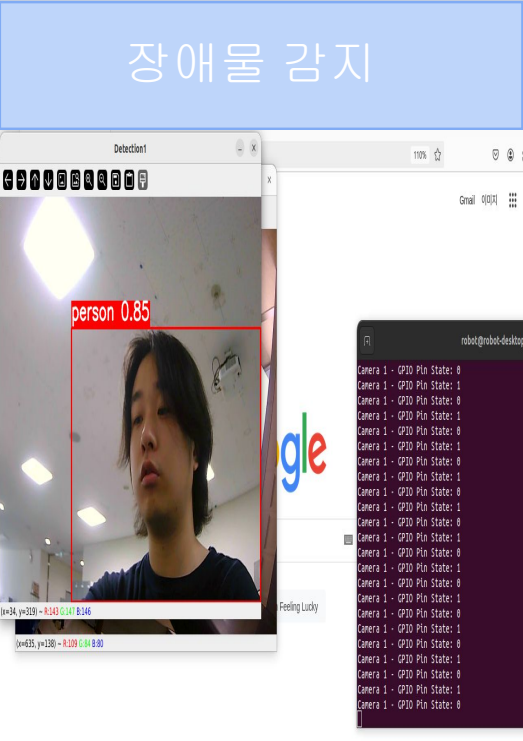 장애물 감지
Detection1
110%
Gmail 이미지
person 0.85
robot@robot-desktop
Camera 1 - GPIO Pin State: 0
Camera 1 - GPIO Pin State: 1
Camera 1 - GPIO Pin State: 0
Camera 1 - GPIO Pin State: 1
Camera 1 - GPIO Pin State: 0
Camera 1 - GPIO Pin State: 1
Camera 1 - GPIO Pin State: 0
Camera 1 - GPIO Pin State: 1
Camera 1 - GPIO Pin State: 0
Camera 1 - GPIO Pin State: 1
Camera 1 - GPIO Pin State: 0
Camera 1 - GPIO Pin State: 1
Camera 1 - GPIO Pin State: 0
Camera 1 - GPIO Pin State: 1
Camera 1 - GPIO Pin State: 0
Camera 1 - GPIO Pin State: 1
Camera 1 - GPIO Pin State: 0
Camera 1 - GPIO Pin State: 1
Camera 1 - GPIO Pin State: 0
Camera 1 - GPIO Pin State: 1
Camera 1 - GPIO Pin State: 0
Camera 1 - GPIO Pin State: 1
Camera 1 - GPIO Pin State: 0
gle
Feeling Lucky
(x=34, y=319) ~ R:143 G:147 B:146
(x=635, y=138) ~ R:109 G:84 B:80